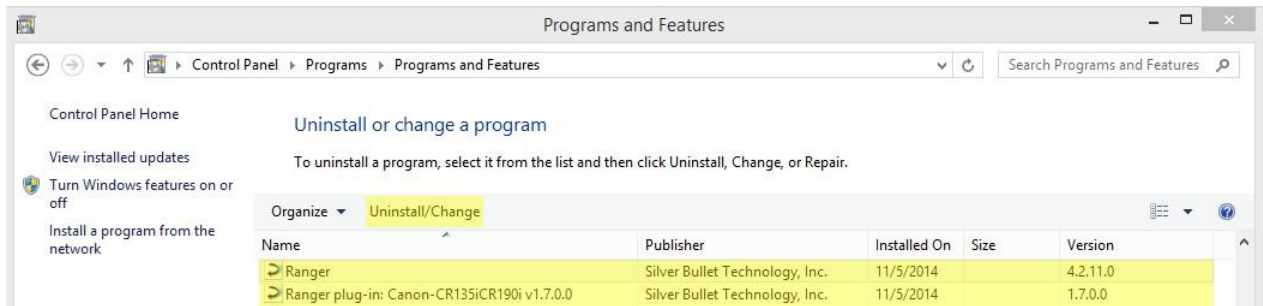 Programs and Features
Control Panel Programs Programs and Features
Search Programs and Features
Control Panel Home
View installed updates
Turn Windows features on or
off
Install a program from the
network
Uninstall or change a program
To uninstall a program, select it from the list and then click Uninstall, Change, or Repair.
Organize Uninstall/Change
Name Publisher Installed On Size Version
Ranger Silver Bullet Technology, Inc. 11/5/2014 4.2.11.0
Ranger plug-in: Canon-CR135iCR190i v1.7.0.0 Silver Bullet Technology, Inc. 11/5/2014 1.7.0.0